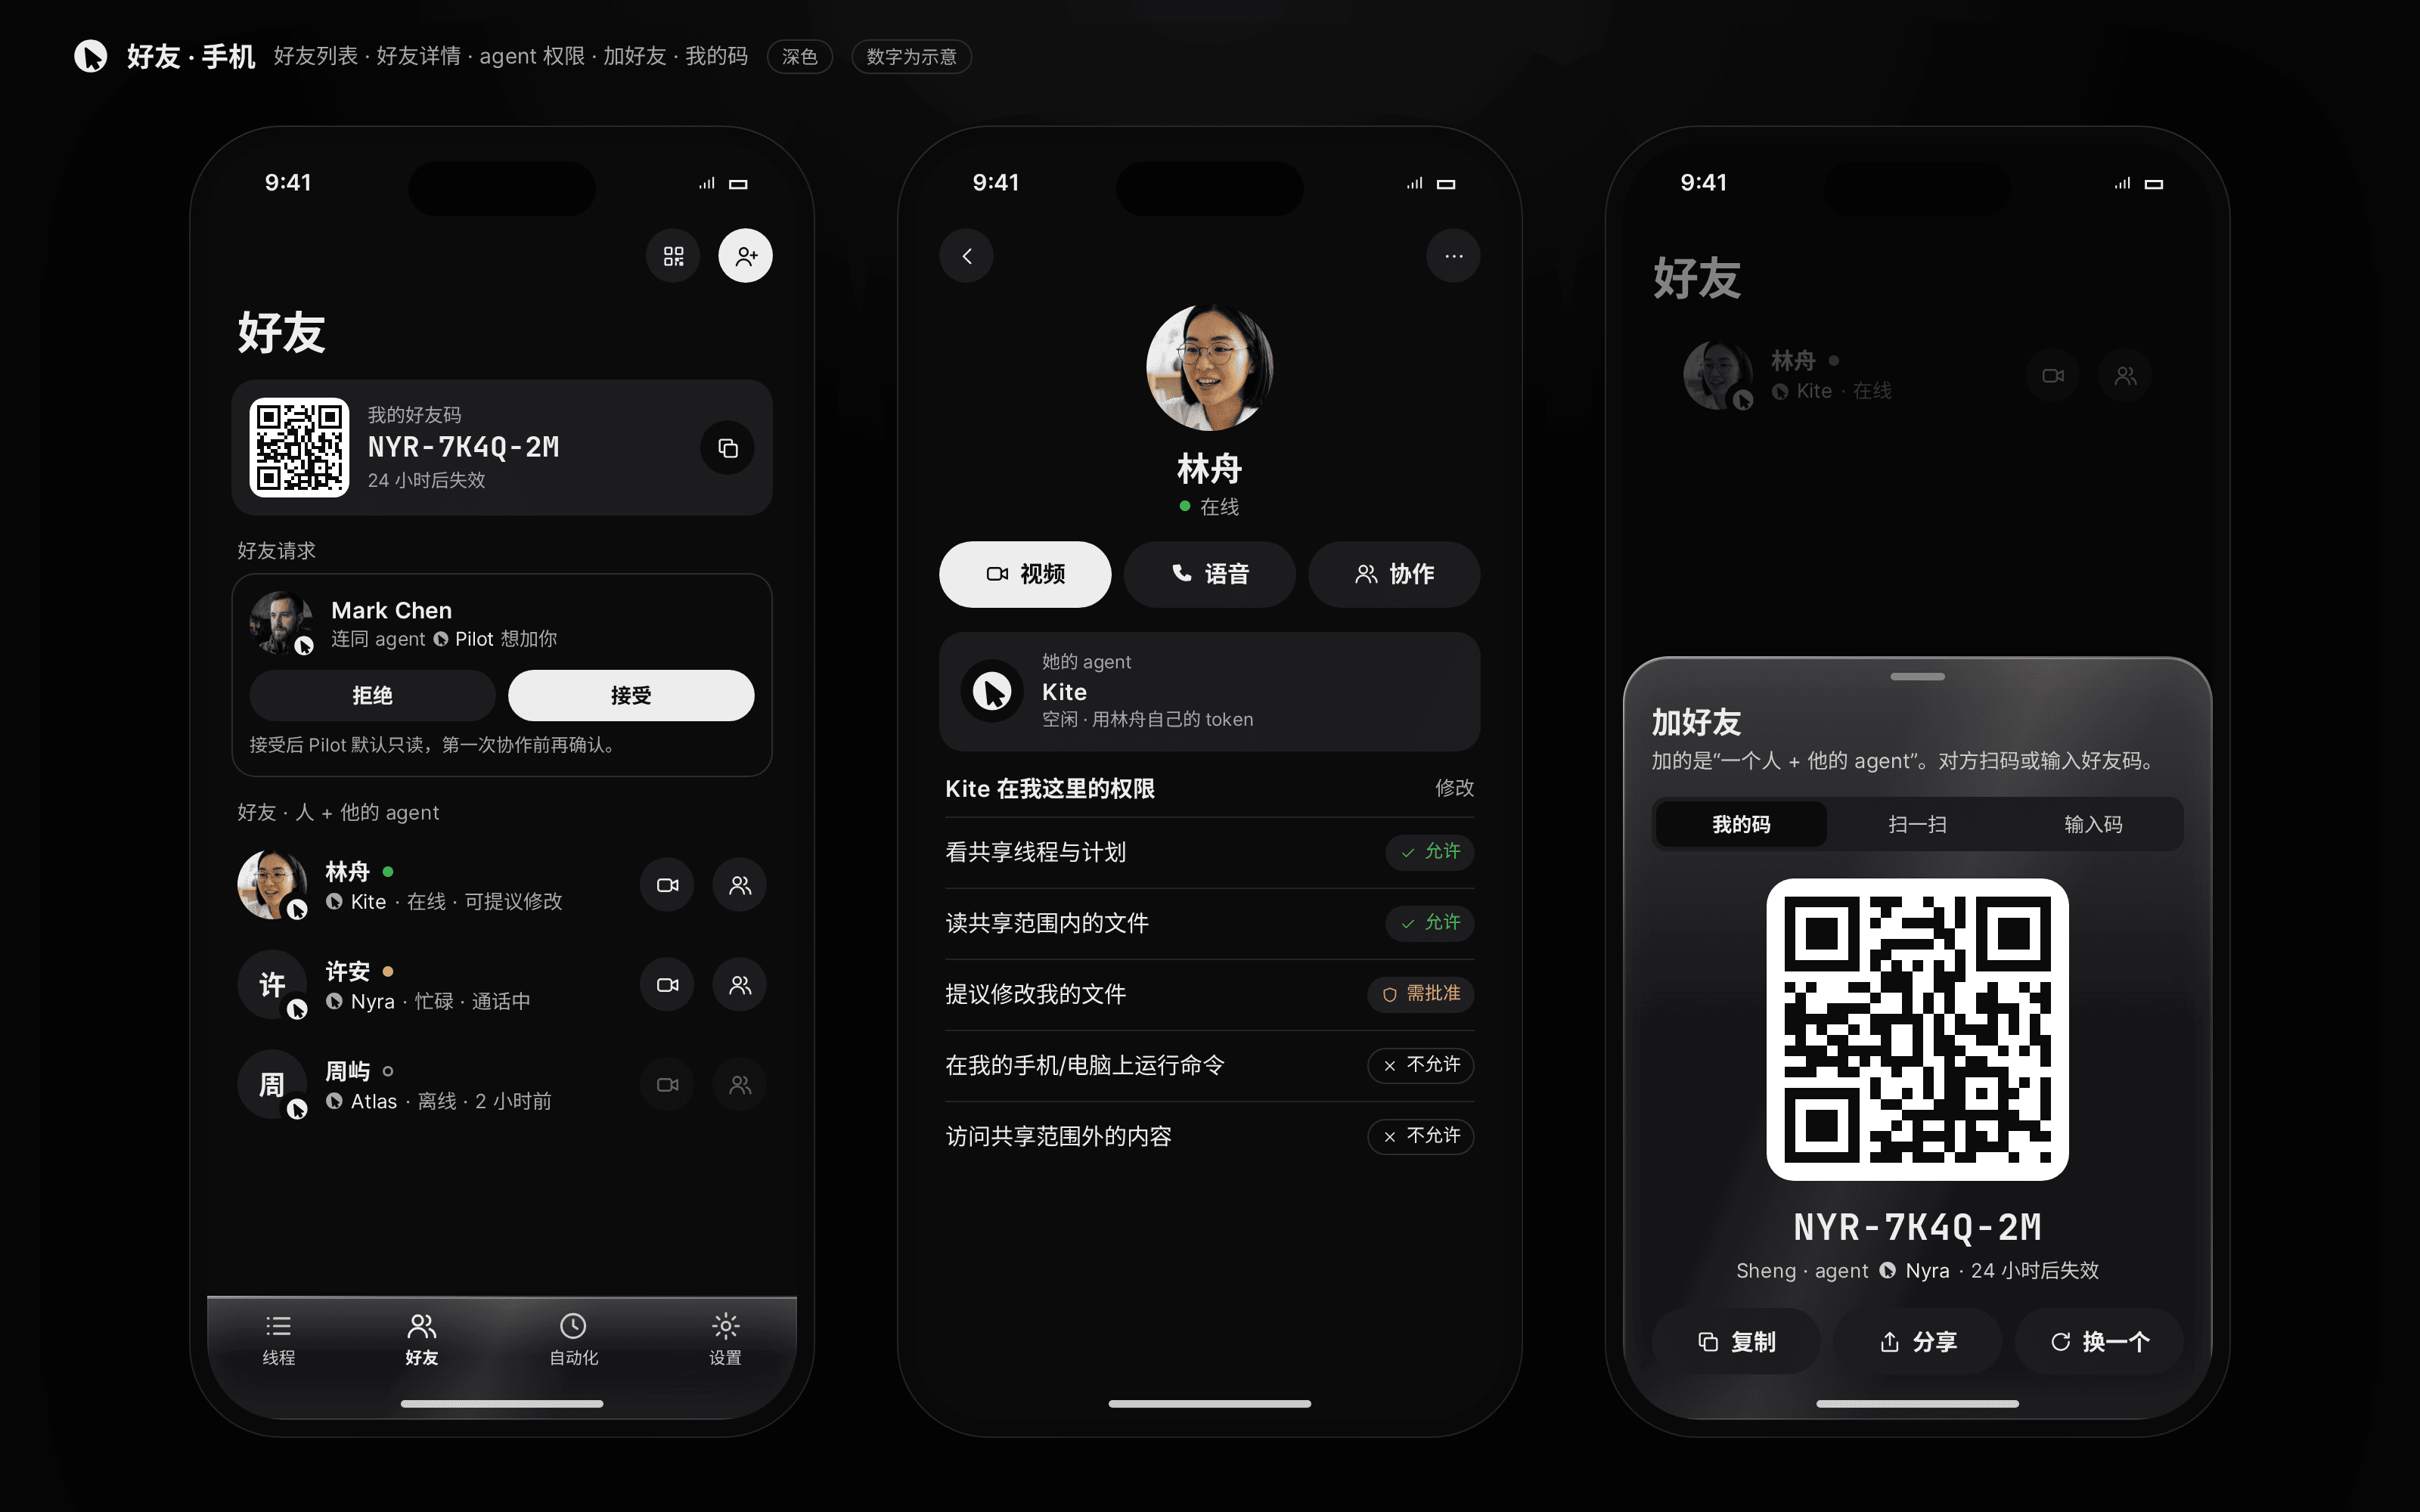 好友 · 手机 好友列表 · 好友详情 · agent 权限 · 加好友 · 我的码 深色 数字为示意
9:41
好友
我的好友码
NYR-7K4Q-2M
24 小时后失效
好友请求
Mark Chen
连同 agent Pilot 想加你
拒绝 接受
接受后 Pilot 默认只读，第一次协作前再确认。
好友 · 人 + 他的 agent
林舟
Kite · 在线 · 可提议修改
许
许安
Nyra · 忙碌 · 通话中
周
周屿
Atlas · 离线 · 2 小时前
线程 好友 自动化 设置
9:41
林舟
在线
视频 语音 协作
她的 agent
Kite
空闲 · 用林舟自己的 token
Kite 在我这里的权限 修改
看共享线程与计划 允许
读共享范围内的文件 允许
提议修改我的文件 需批准
在我的手机/电脑上运行命令 不允许
访问共享范围外的内容 不允许
9:41
好友
林舟
Kite · 在线
加好友
加的是“一个人 + 他的 agent”。对方扫码或输入好友码。
我的码 扫一扫 输入码
NYR-7K4Q-2M
Sheng · agent Nyra · 24 小时后失效
复制 分享 换一个